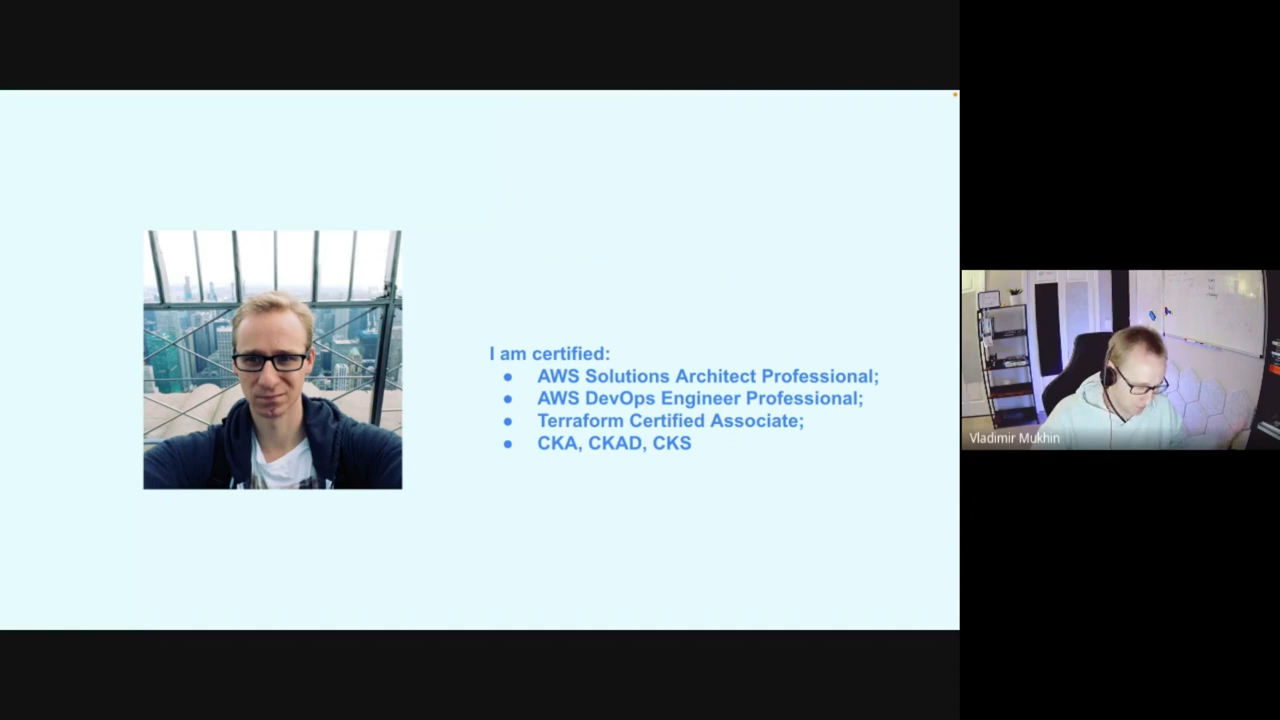 I am certified:
● AWS Solutions Architect Professional;
● AWS DevOps Engineer Professional;
● Terraform Certified Associate;
● CKA, CKAD, CKS
Vladimir Mukhin